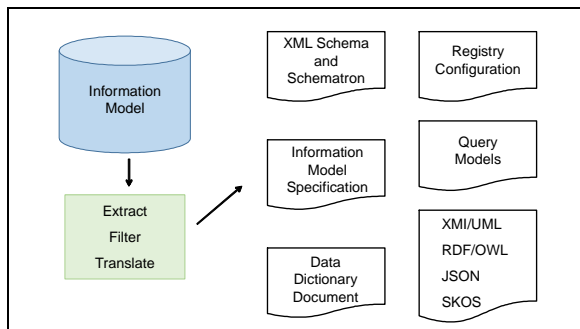 Information
Model
Extract
Filter
Translate
XML Schema
and
Schematron
Registry
Configuration
Information
Model
Specification
Query
Models
Data
Dictionary
Document
XMI/UML
RDF/OWL
JSON
SKOS